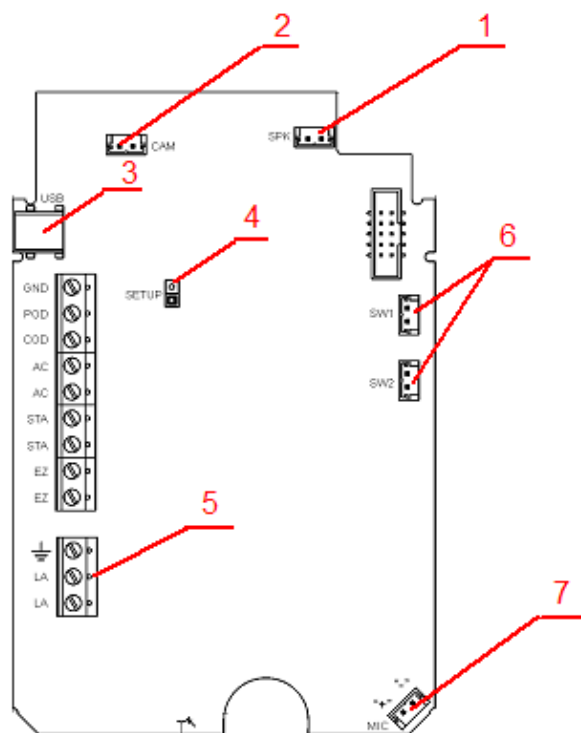 2
1
CAM
SPK
3
USB
4
SETUP
6
GND
POD
COD
AC
AC
STA
STA
EZ
EZ
SW1
SW2
5
LA
LA
7
"-"
"+"
MIC